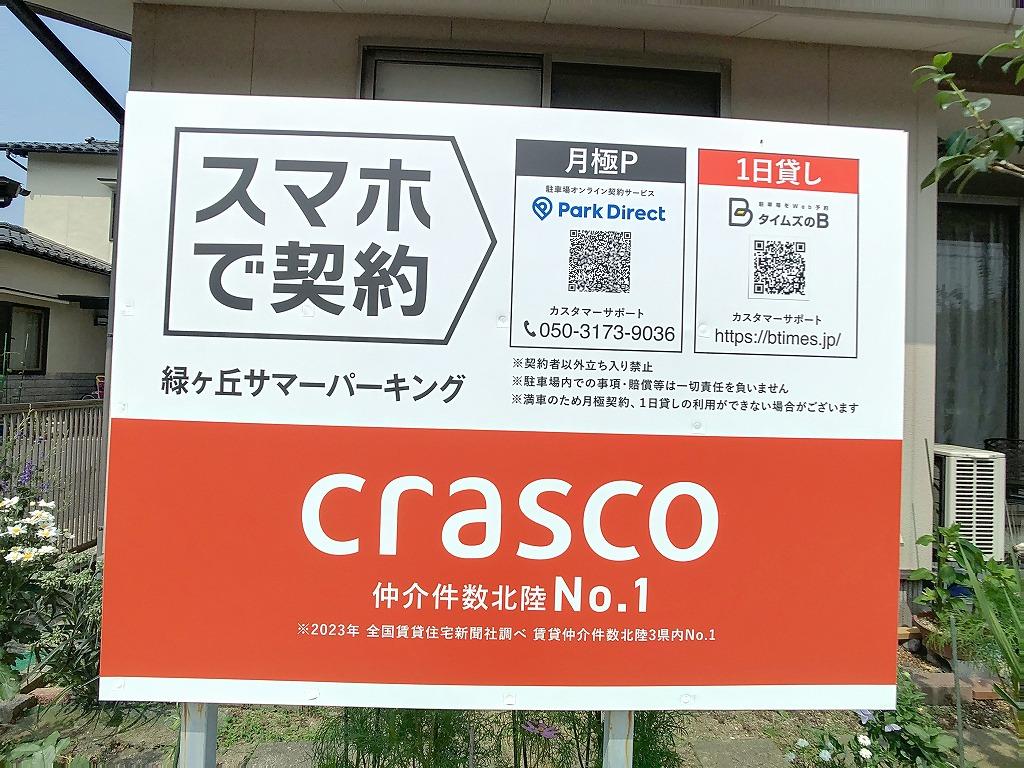 スマホ
で契約
緑ヶ丘サマーパーキング
月極P
駐車場オンライン契約サービス
Park Direct
カスタマーサポート
050-3173-9036
1日貸し
駐車場をWeb予約
タイムズのB
カスタマーサポート
https://btimes.jp/
※契約者以外立ち入り禁止
※駐車場内での事項・賠償等は一切責任を負いません
※満車のため月極契約、1日貸しの利用ができない場合がございます
crasco
仲介件数北陸No.1
※2023年 全国賃貸住宅新聞社調べ 賃貸仲介件数北陸3県内No.1